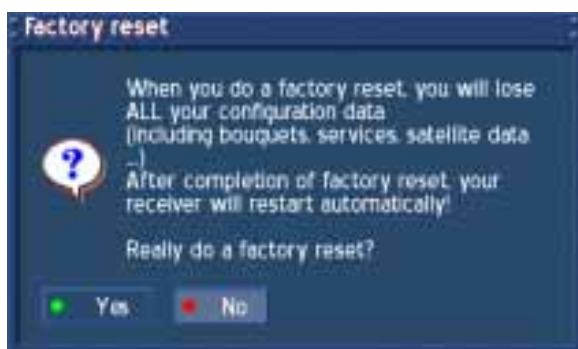 Factory reset
When you do a factory reset, you will lose
ALL your configuration data
(including bouquets, services, satellite data
...)
After completion of factory reset, your
receiver will restart automatically!
Really do a factory reset?
Yes
No